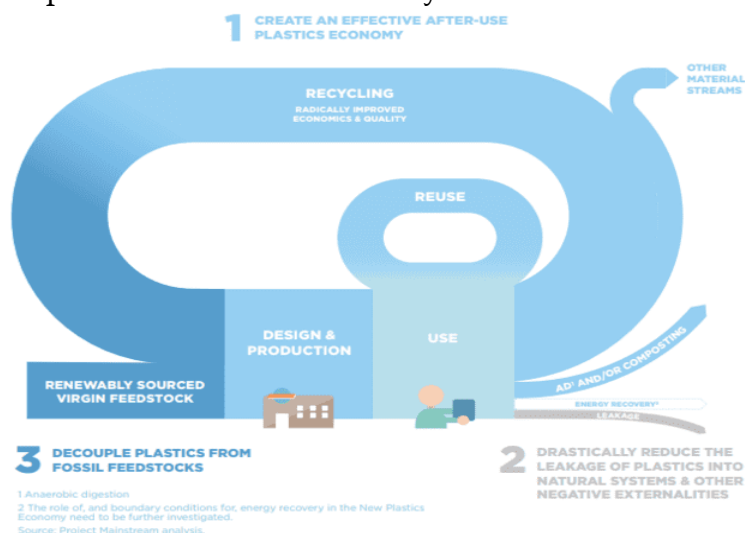 1 CREATE AN EFFECTIVE AFTER-USE
PLASTICS ECONOMY
OTHER
MATERIAL
STREAMS
RECYCLING
RADICALLY IMPROVED
ECONOMICS & QUALITY
REUSE
DESIGN &
PRODUCTION
USE
RENEWABLY SOURCED
VIRGIN FEEDSTOCK
AD¹ AND/OR COMPOSTING
ENERGY RECOVERY²
LEAKAGE
3 DECOUPLE PLASTICS FROM
FOSSIL FEEDSTOCKS
2 DRASTICALLY REDUCE THE
LEAKAGE OF PLASTICS INTO
NATURAL SYSTEMS & OTHER
NEGATIVE EXTERNALITIES
1 Anaerobic digestion
2 The role of, and boundary conditions for, energy recovery in the New Plastics
Economy need to be further investigated.
Source: Project Mainstream analysis.